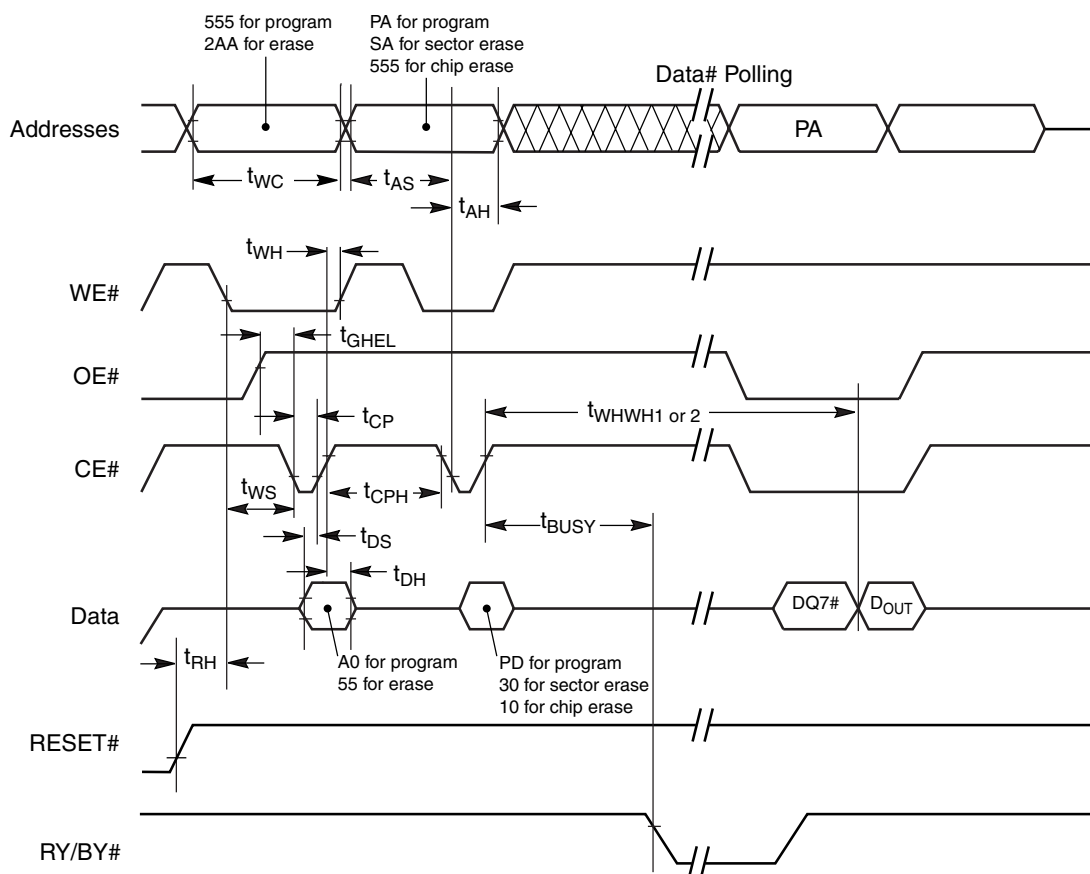 555 for program
2AA for erase
PA for program
SA for sector erase
555 for chip erase
Data# Polling
Addresses
PA
tWC
tAS
tAH
tWH
WE#
tGHEL
OE#
tWHWH1 or 2
tCP
CE#
tWS
tCPH
tBUSY
tDS
tDH
Data
DQ7#
DOUT
tRH
A0 for program
55 for erase
PD for program
30 for sector erase
10 for chip erase
RESET#
RY/BY#